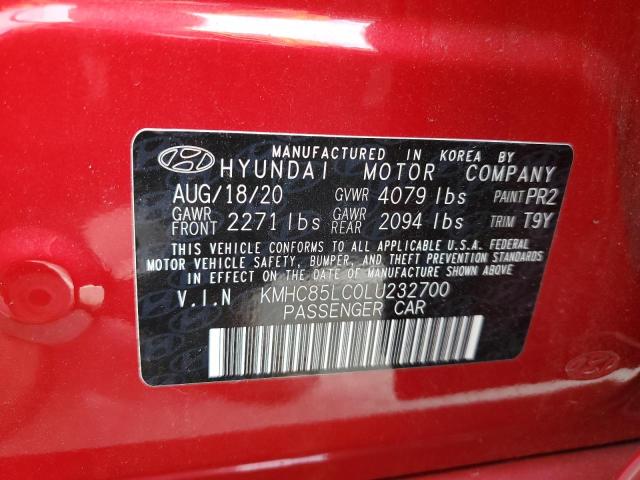 MANUFACTURED IN KOREA BY
HYUNDAI MOTOR COMPANY
AUG/18/20 GVWR 4079 lbs PAINT PR2
GAWR FRONT 2271 lbs GAWR REAR 2094 lbs TRIM T9Y
THIS VEHICLE CONFORMS TO ALL APPLICABLE U.S.A. FEDERAL
MOTOR VEHICLE SAFETY, BUMPER, AND THEFT PREVENTION STANDARDS
IN EFFECT ON THE DATE OF MANUFACTURE SHOWN ABOVE
V.I.N KMHC85LC0LU232700
PASSENGER CAR